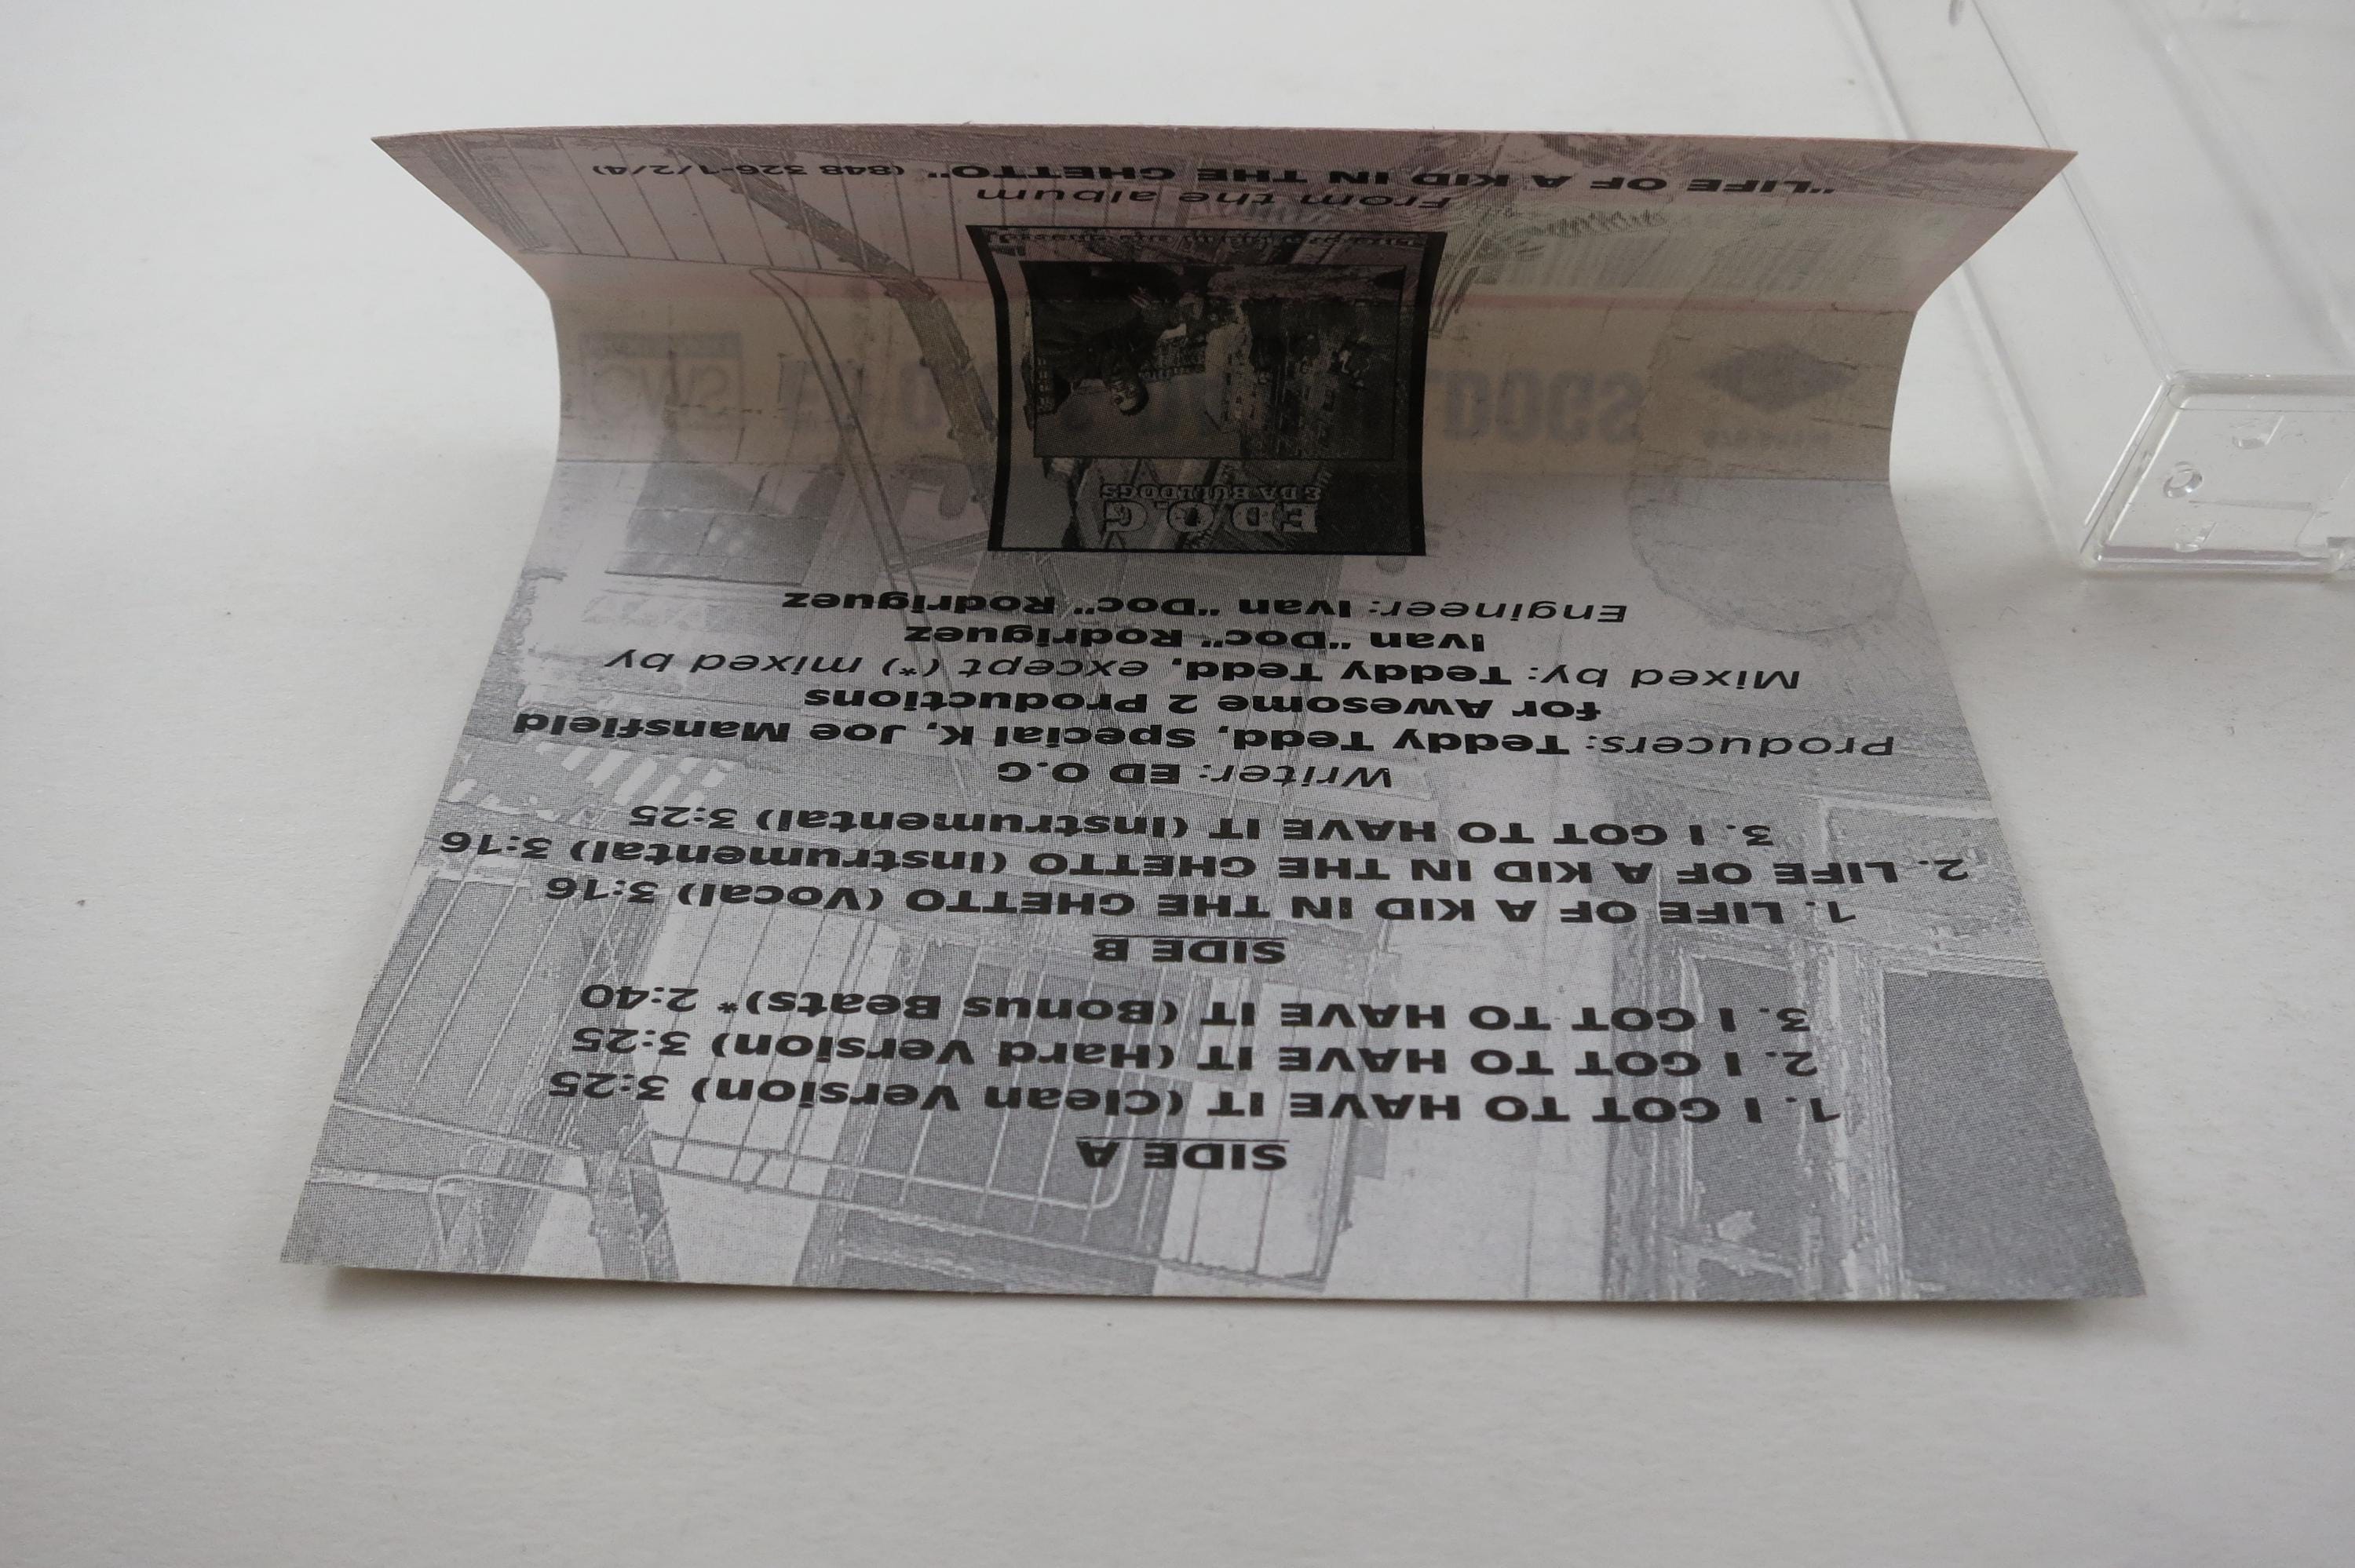 SIDE A
1. I GOT TO HAVE IT (Clean Version) 3:25
2. I GOT TO HAVE IT (Hard Version) 3:25
3. I GOT TO HAVE IT (Bonus Beats)* 2:40
SIDE B
1. LIFE OF A KID IN THE GHETTO (Vocal) 3:16
2. LIFE OF A KID IN THE GHETTO (Instrumental) 3:16
3. I GOT TO HAVE IT (Instrumental) 3:25
Writer: ED O.G
Producers: Teddy Tedd, Special K, Joe Mansfield
for Awesome 2 Productions
Mixed by: Teddy Tedd, except (*) mixed by
Ivan "Doc" Rodriguez
Engineer: Ivan "Doc" Rodriguez
ED O.G
& DA BULLDOGS
From the album
"LIFE OF A KID IN THE GHETTO" (848 326-1/2/4)